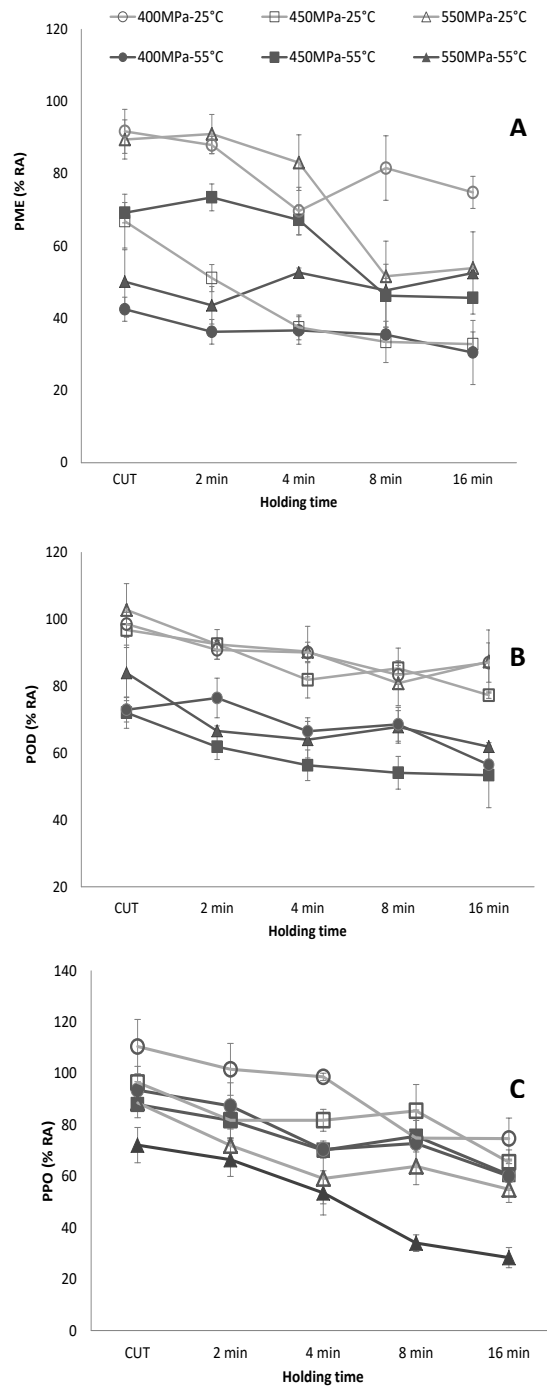 400MPa-25°C 450MPa-25°C 550MPa-25°C
400MPa-55°C 450MPa-55°C 550MPa-55°C
120
100
80
60
40
20
0
PME (% RA)
A
CUT 2 min 4 min 8 min 16 min
Holding time
120
100
80
60
40
20
POD (% RA)
B
CUT 2 min 4 min 8 min 16 min
Holding time
140
120
100
80
60
40
20
0
PPO (% RA)
C
CUT 2 min 4 min 8 min 16 min
Holding time